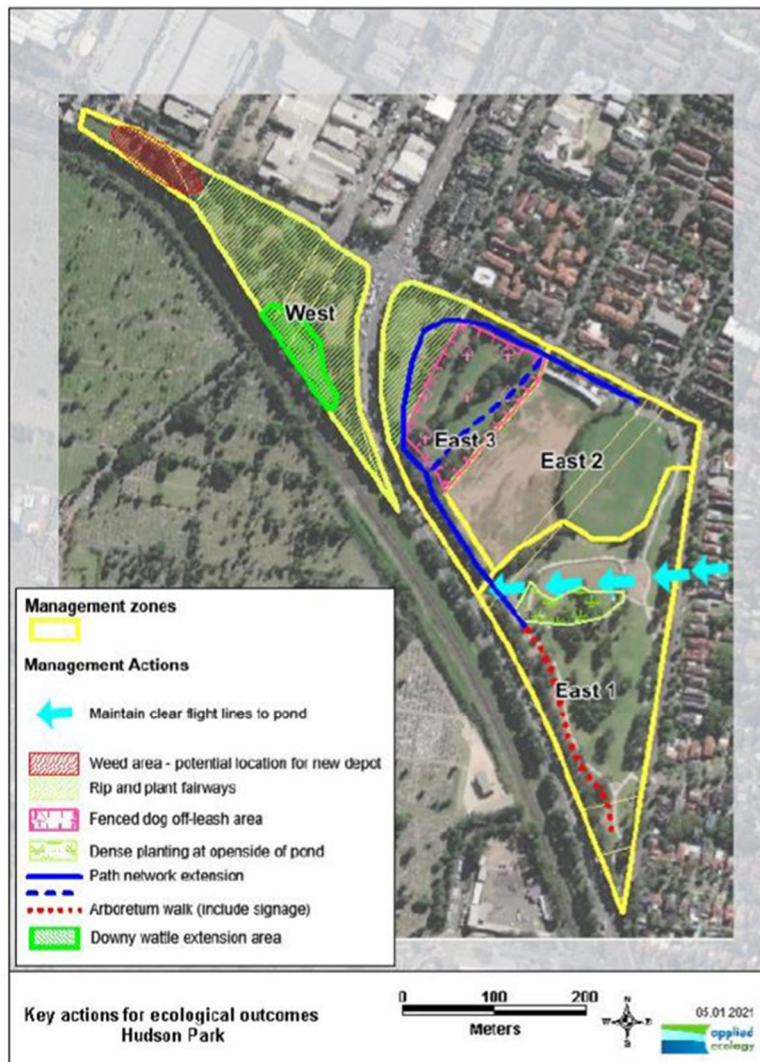 West
East 3
East 2
East 1
Management zones
Management Actions
Maintain clear flight lines to pond
Weed area - potential location for new depot
Rip and plant fairways
Fenced dog off-leash area
Dense planting at openside of pond
Path network extension
Arboretum walk (include signage)
Downy wattle extension area
Key actions for ecological outcomes
Hudson Park
0 100 200
Meters
N
W E
S
05.01.2021
applied
ecology